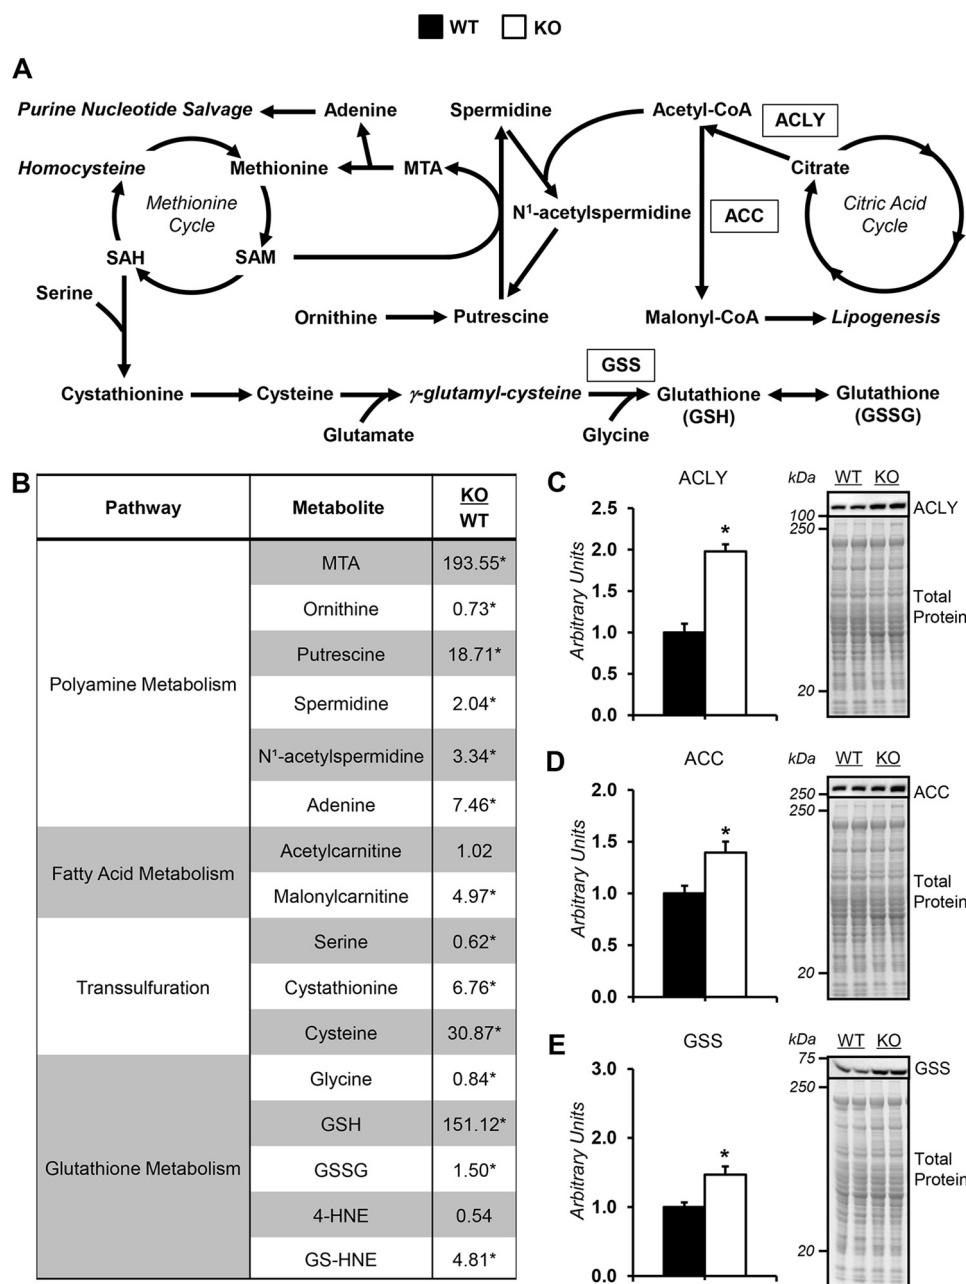 WT KO
A
Purine Nucleotide Salvage Adenine Spermidine Acetyl-CoA ACLY
Homocysteine Methionine MTA Citrate
Methionine Cycle
N¹-acetylspermidine ACC
Citric Acid Cycle
SAH SAM
Serine
Ornithine Putrescine Malonyl-CoA Lipogenesis
GSS
Cystathionine Cysteine γ-glutamyl-cysteine Glutathione (GSH) Glutathione (GSSG)
Glutamate Glycine
B
Pathway Metabolite KO WT
Polyamine Metabolism
MTA 193.55*
Ornithine 0.73*
Putrescine 18.71*
Spermidine 2.04*
N¹-acetylspermidine 3.34*
Adenine 7.46*
Fatty Acid Metabolism
Acetylcarnitine 1.02
Malonylcarnitine 4.97*
Transsulfuration
Serine 0.62*
Cystathionine 6.76*
Cysteine 30.87*
Glutathione Metabolism
Glycine 0.84*
GSH 151.12*
GSSG 1.50*
4-HNE 0.54
GS-HNE 4.81*
C
ACLY
Arbitrary Units
2.5
2.0
1.5
1.0
0.5
0.0
*
kDa WT KO
100 ACLY
250
Total
Protein
20
D
ACC
Arbitrary Units
2.0
1.5
1.0
0.5
0.0
*
kDa WT KO
250 ACC
250
Total
Protein
20
E
GSS
Arbitrary Units
3.0
2.0
1.0
0.0
*
kDa WT KO
75 GSS
250
Total
Protein
20